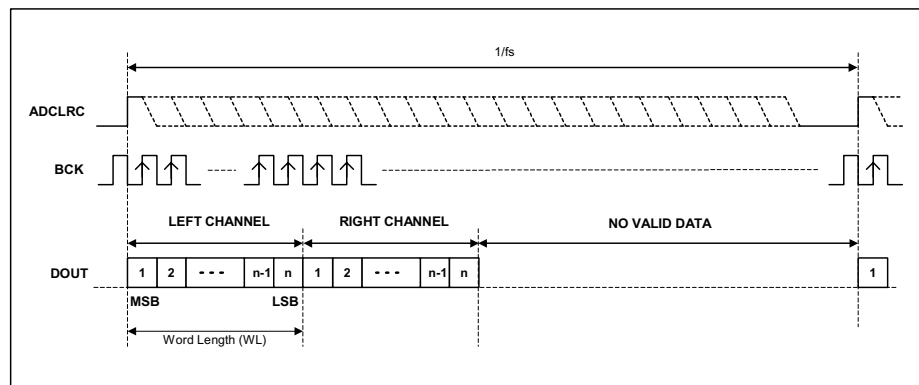 1/fs
ADCLRC
BCK
LEFT CHANNEL RIGHT CHANNEL NO VALID DATA
DOUT 1 2 - - - n-1 n 1 2 - - - n-1 n 1
MSB LSB
Word Length (WL)